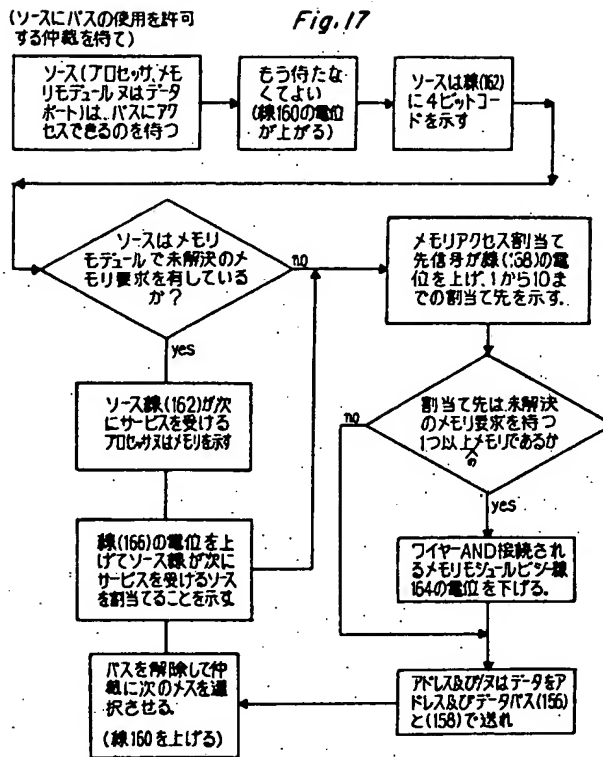 (ソースにバスの使用を許可
する仲裁を待て)
Fig.17
ソース(プロセッサ、メモ
リモデュール又はデータ
ポート)は、バスにアク
セスできるのを待つ
もう待たな
くてよい
(線160の電位
が上がる)
ソースは線(162)
に4ビットコー
ドを示す
ソースはメモリ
モデュールで未解決のメ
モリ要求を有している
か?
no
yes
メモリアクセス割当て
先信号が線(168)の電
位を上げ、1から10ま
での割当て先を示す。
ソース線(162)が次
にサービスを受ける
プロセッサ又はメモリを示す
割当て先は、未解決
のメモリ要求を待つ
1つ以上のメモリであるか
no
yes
線(166)の電位を上
げてソース線が次に
サービスを受けるソース
を割当てることを示す。
ワイヤーAND接続され
るメモリモジュールビジー線
164の電位を下げる。
バスを解除して仲
裁に次のメスを選
択させる。
(線160を上げる)
アドレス及び/又はデータをア
ドレス及びデータバス(156)
と(158)で送れ